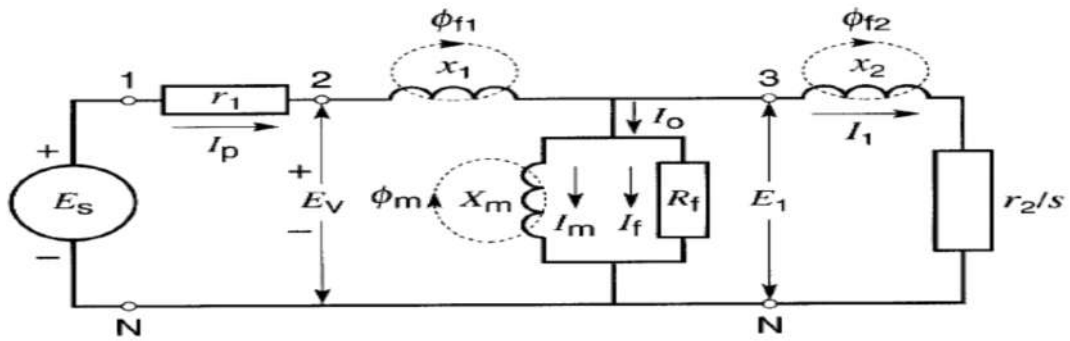 ϕf1
ϕf2
1
r1
2
x1
3
x2
Ip
Io
I1
+
Es
−
+
Ev
−
ϕm
Xm
Im
If
Rf
E1
r2/s
N
N